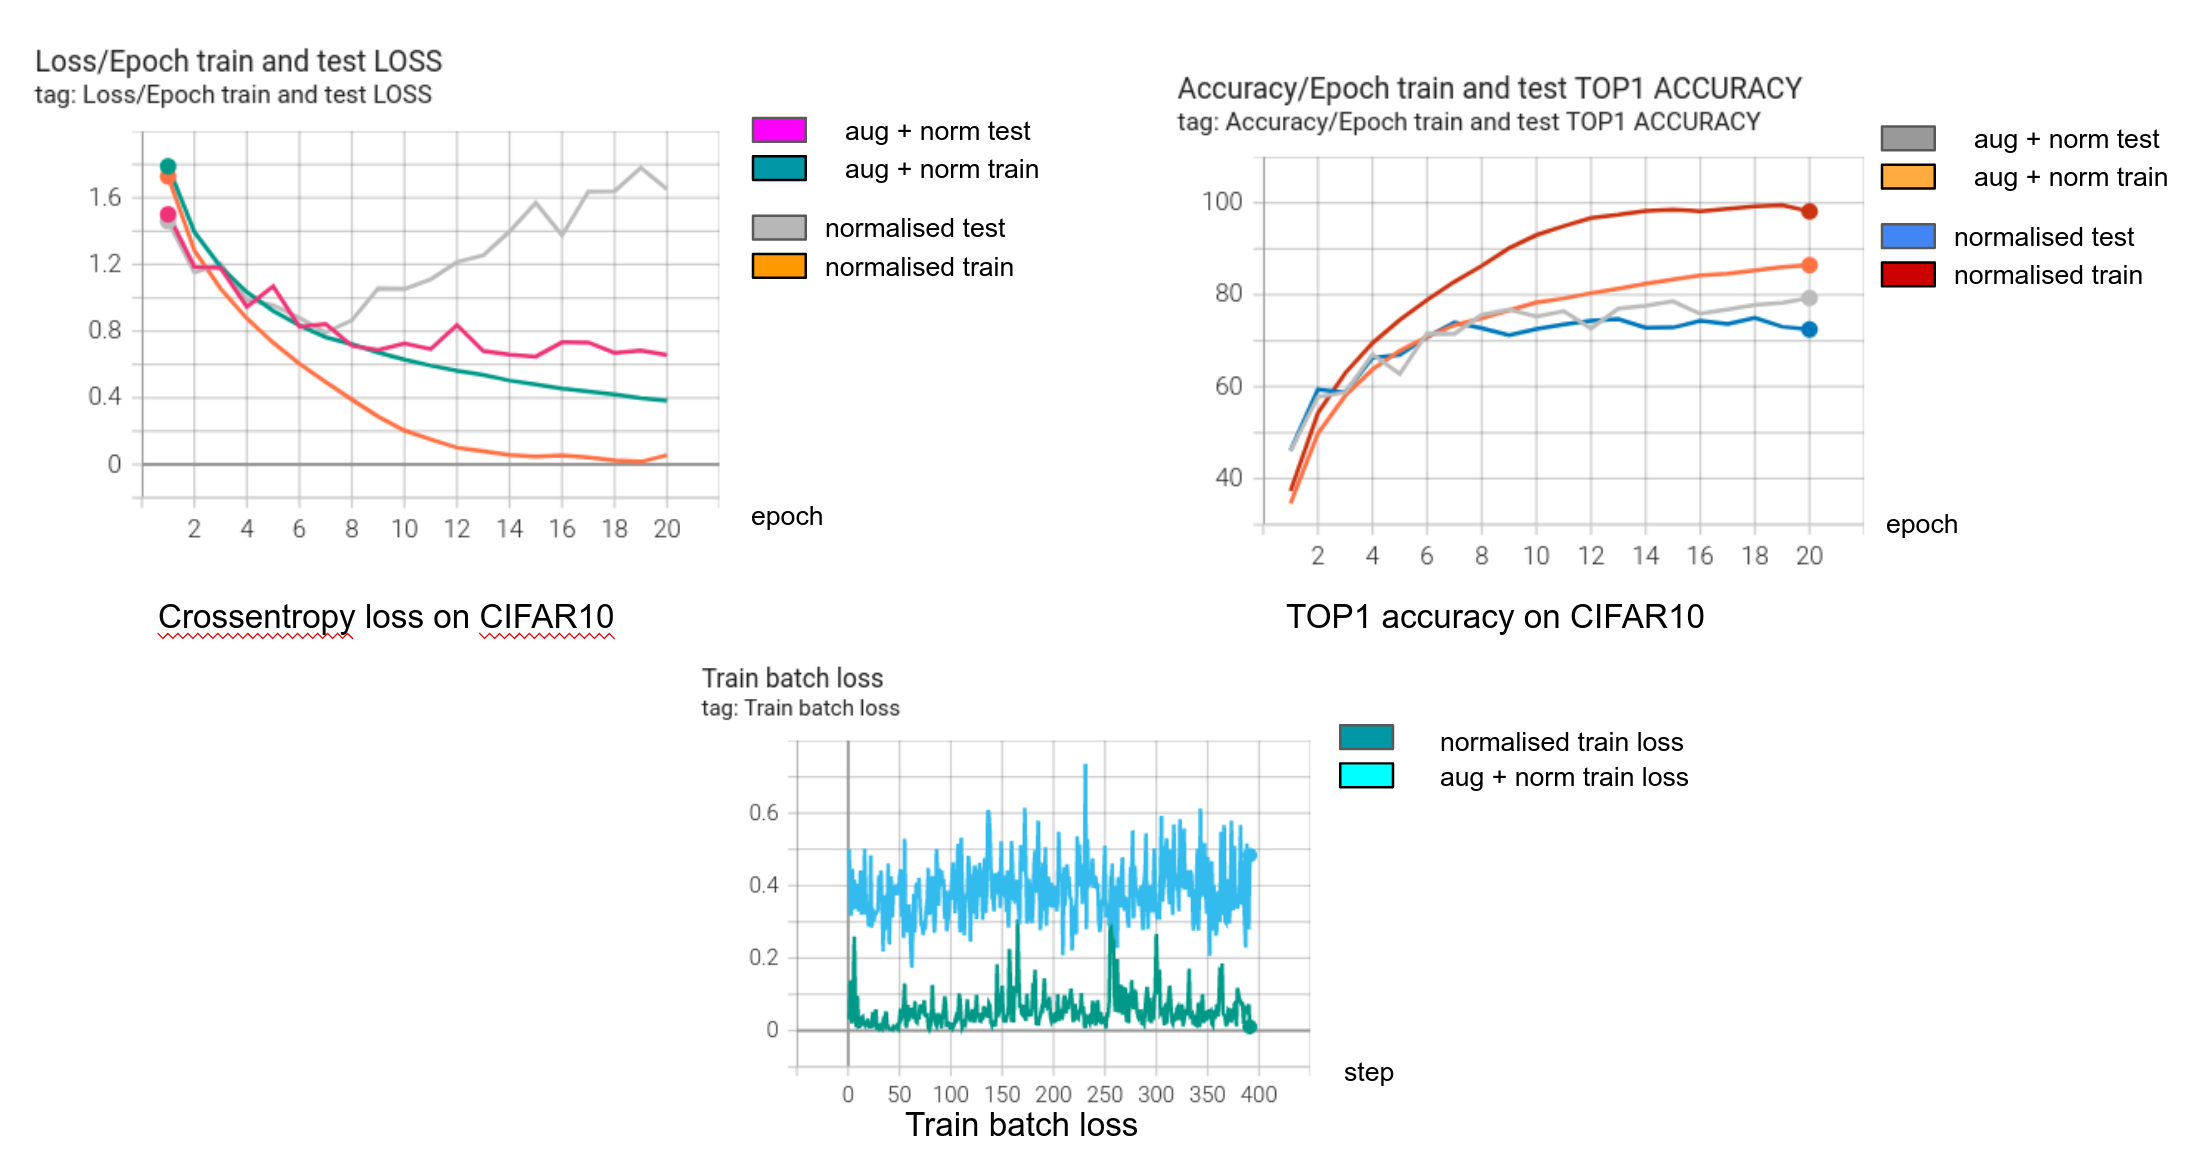 Loss/Epoch train and test LOSS
tag: Loss/Epoch train and test LOSS
1.6
1.2
0.8
0.4
0
2 4 6 8 10 12 14 16 18 20
epoch
aug + norm test
aug + norm train
normalised test
normalised train
Crossentropy loss on CIFAR10
Accuracy/Epoch train and test TOP1 ACCURACY
tag: Accuracy/Epoch train and test TOP1 ACCURACY
100
80
60
40
2 4 6 8 10 12 14 16 18 20
epoch
aug + norm test
aug + norm train
normalised test
normalised train
TOP1 accuracy on CIFAR10
Train batch loss
tag: Train batch loss
0.6
0.4
0.2
0
0 50 100 150 200 250 300 350 400
step
normalised train loss
aug + norm train loss
Train batch loss